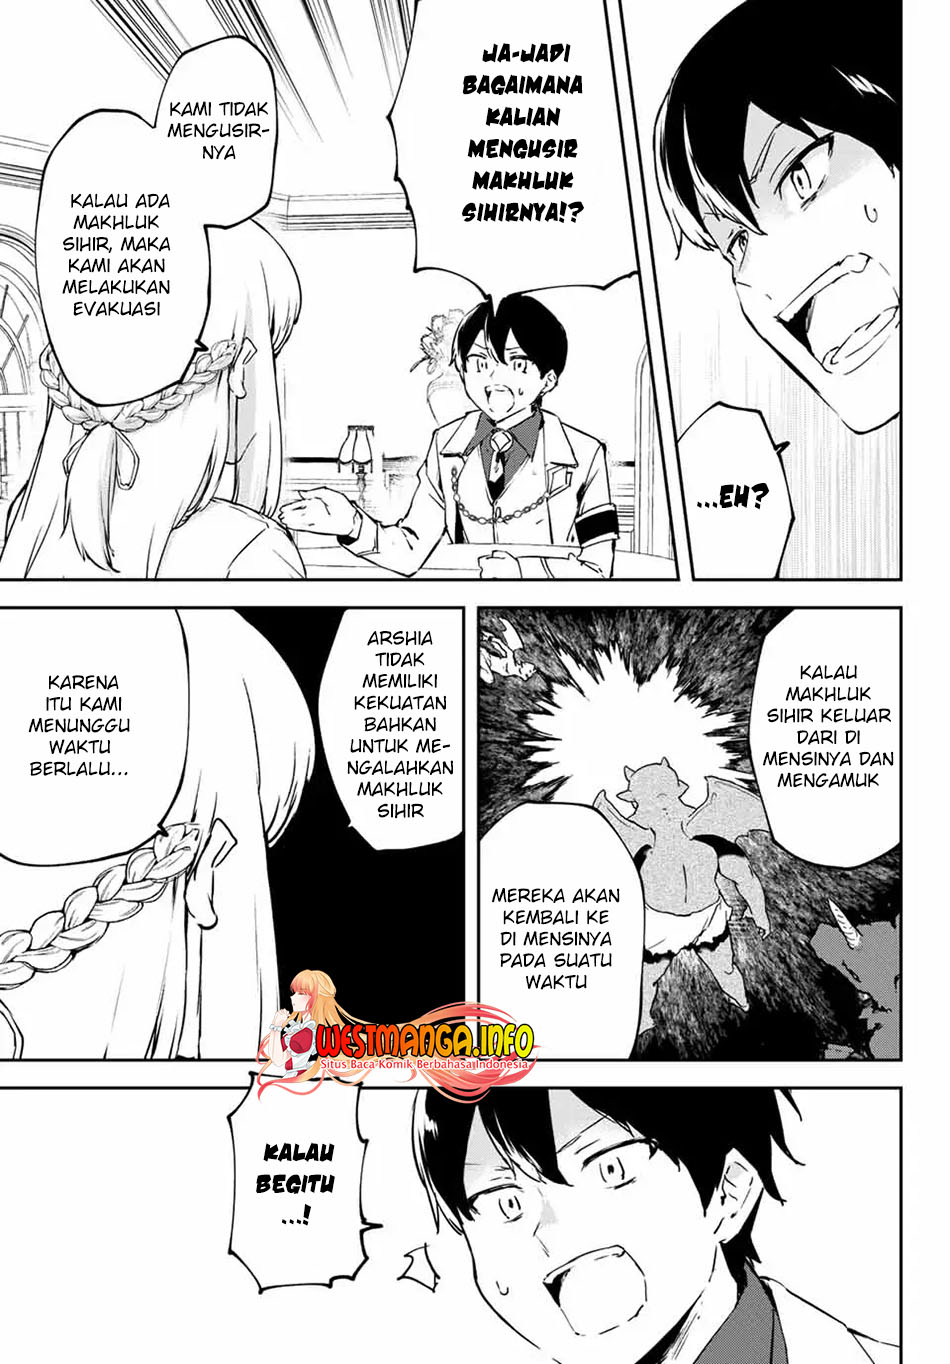 JA-JADI
BAGAIMANA
KALIAN
MENGUSIR
MAKHLUK
SIHIRNYA!?
KAMI TIDAK
MENGUSIR-
NYA
KALAU ADA
MAKHLUK
SIHIR, MAKA
KAMI AKAN
MELAKUKAN
EVAKUASI
...EH?
KALAU
MAKHLUK
SIHIR KELUAR
DARI DI
MENSINYA DAN
MENGAMUK
MEREKA AKAN
KEMBALI KE
DI MENSINYA
PADA SUATU
WAKTU
ARSHIA
TIDAK
MEMILIKI
KEKUATAN
BAHKAN
UNTUK ME-
NGALAHKAN
MAKHLUK
SIHIR
KARENA
ITU KAMI
MENUNGGU
WAKTU
BERLALU...
WESTMANGA.INFO
Situs Baca Komik Berbahasa Indonesia
KALAU
BEGITU
...!